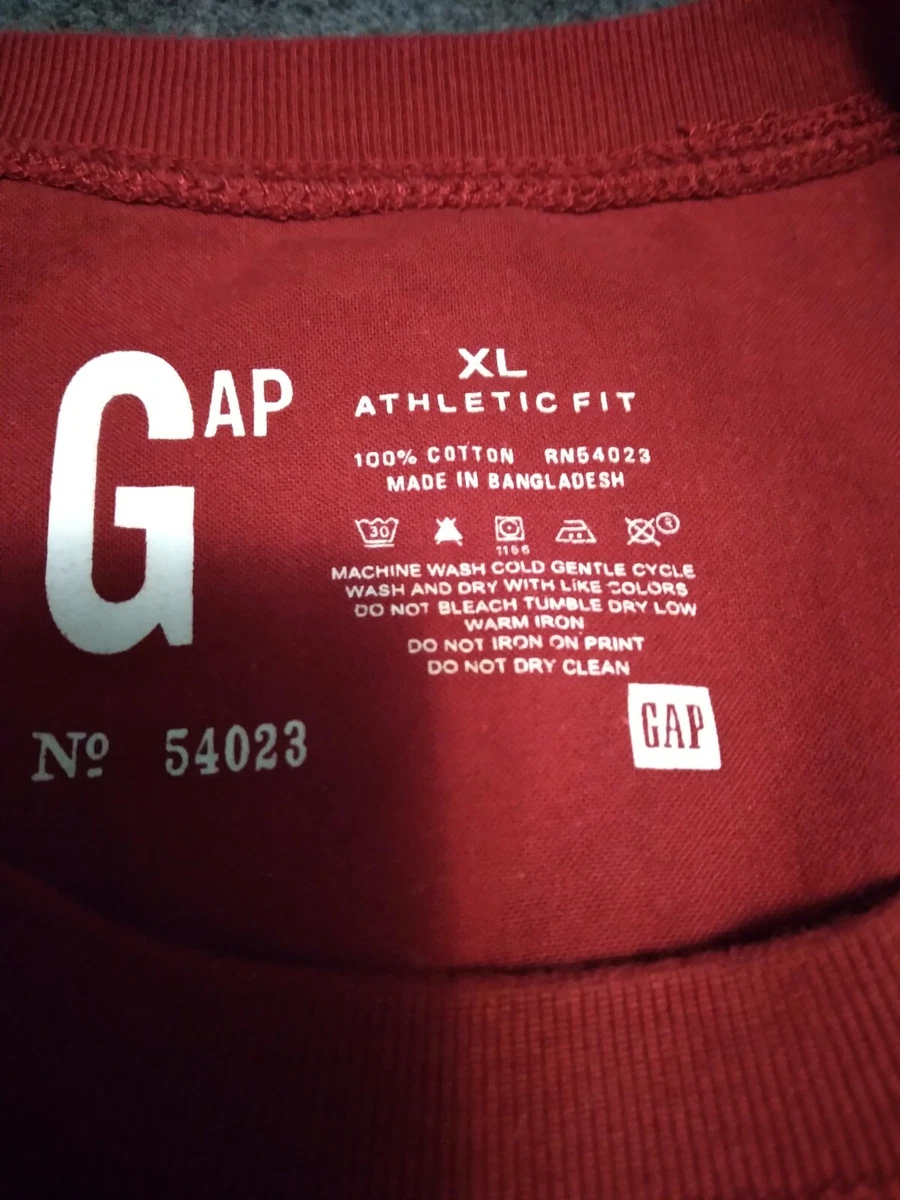 GAP
XL
ATHLETIC FIT
100% COTTON RN54023
MADE IN BANGLADESH
30
R
1166
MACHINE WASH COLD GENTLE CYCLE
WASH AND DRY WITH LIKE COLORS
DO NOT BLEACH TUMBLE DRY LOW
WARM IRON
DO NOT IRON ON PRINT
DO NOT DRY CLEAN
GAP
Nº 54023